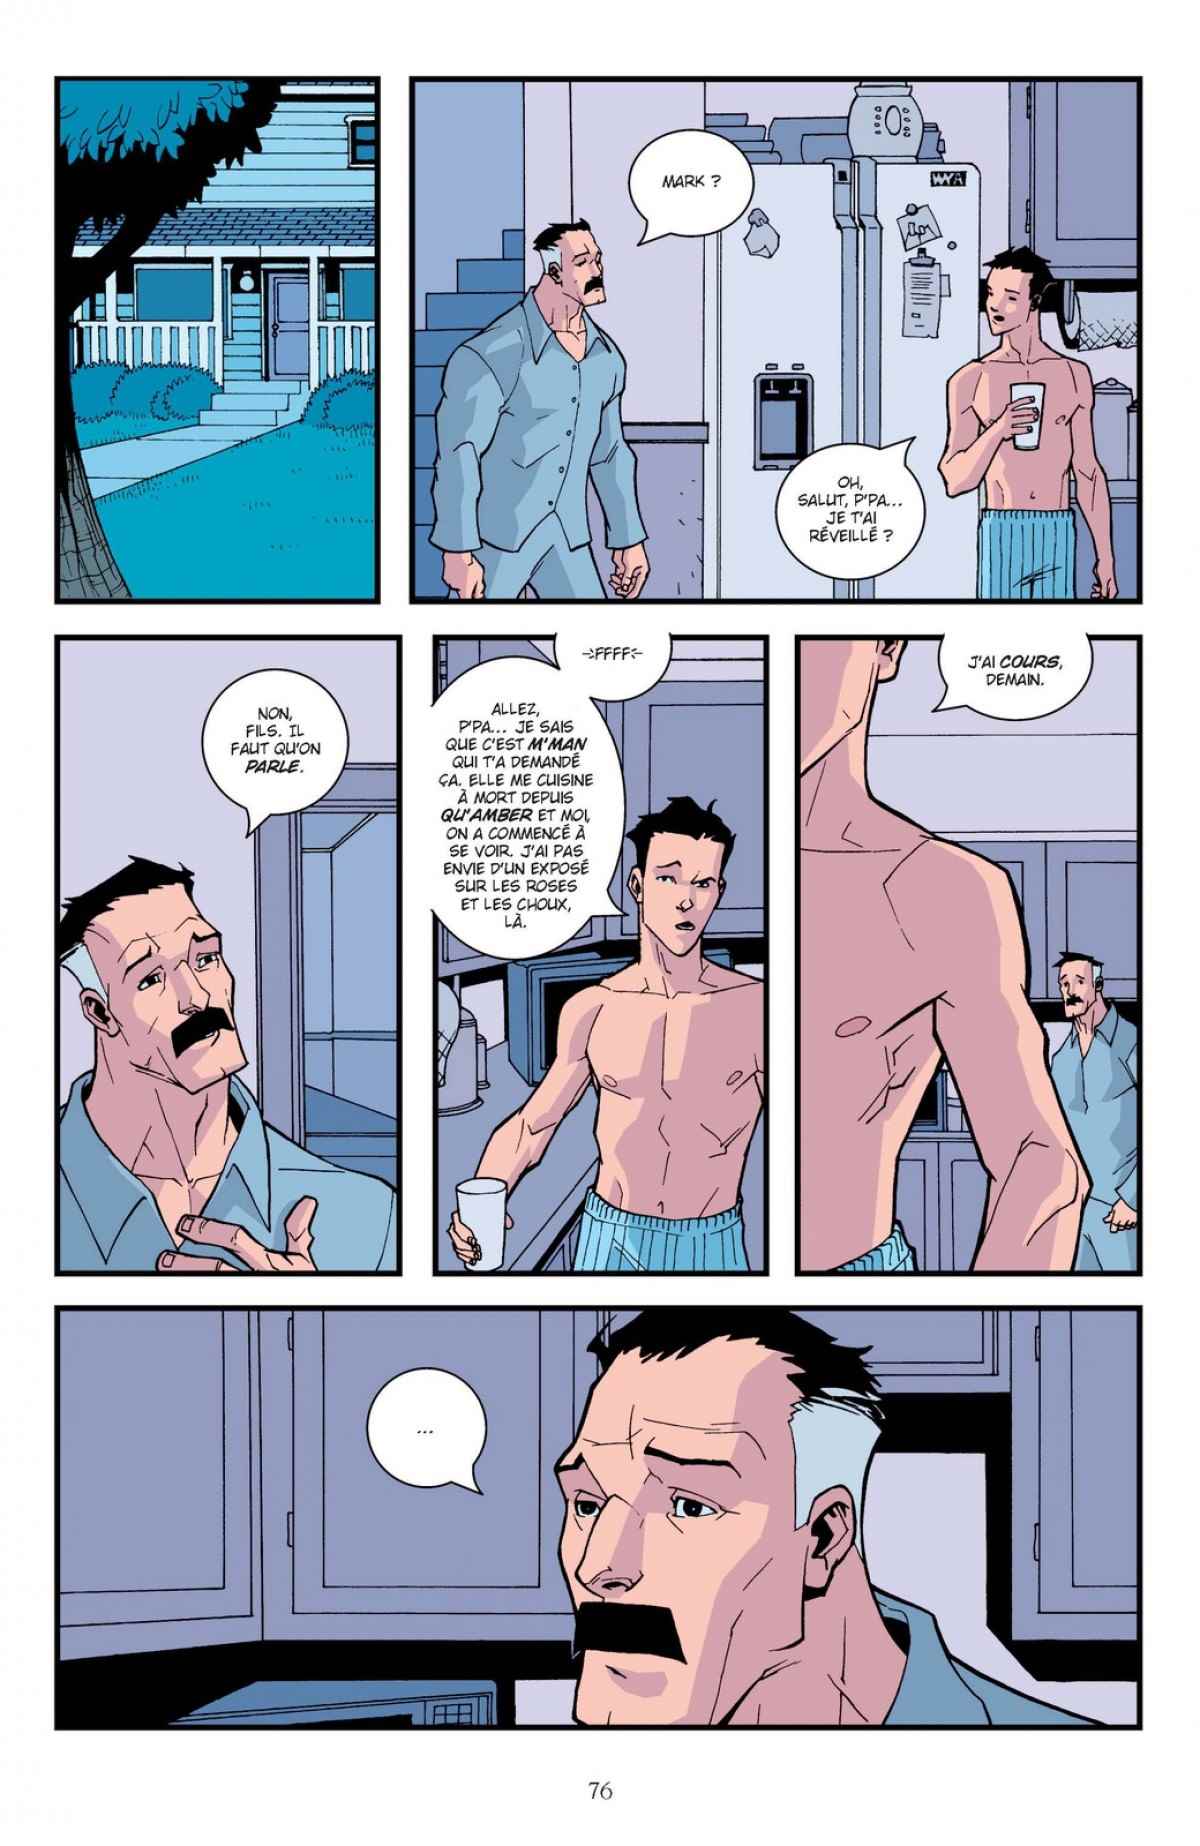 MARK ?
OH,
SALUT, P'PA...
JE T'AI
RÉVEILLÉ ?
NON,
FILS. IL
FAUT QU'ON
PARLE.
FFFF
ALLEZ,
P'PA... JE SAIS
QUE C'EST M'MAN
QUI T'A DEMANDÉ
ÇA. ELLE ME CUISINE
À MORT DEPUIS
QU'AMBER ET MOI,
ON A COMMENCÉ À
SE VOIR. J'AI PAS
ENVIE D'UN EXPOSÉ
SUR LES ROSES
ET LES CHOUX,
LÀ.
J'AI COURS,
DEMAIN.
...
76